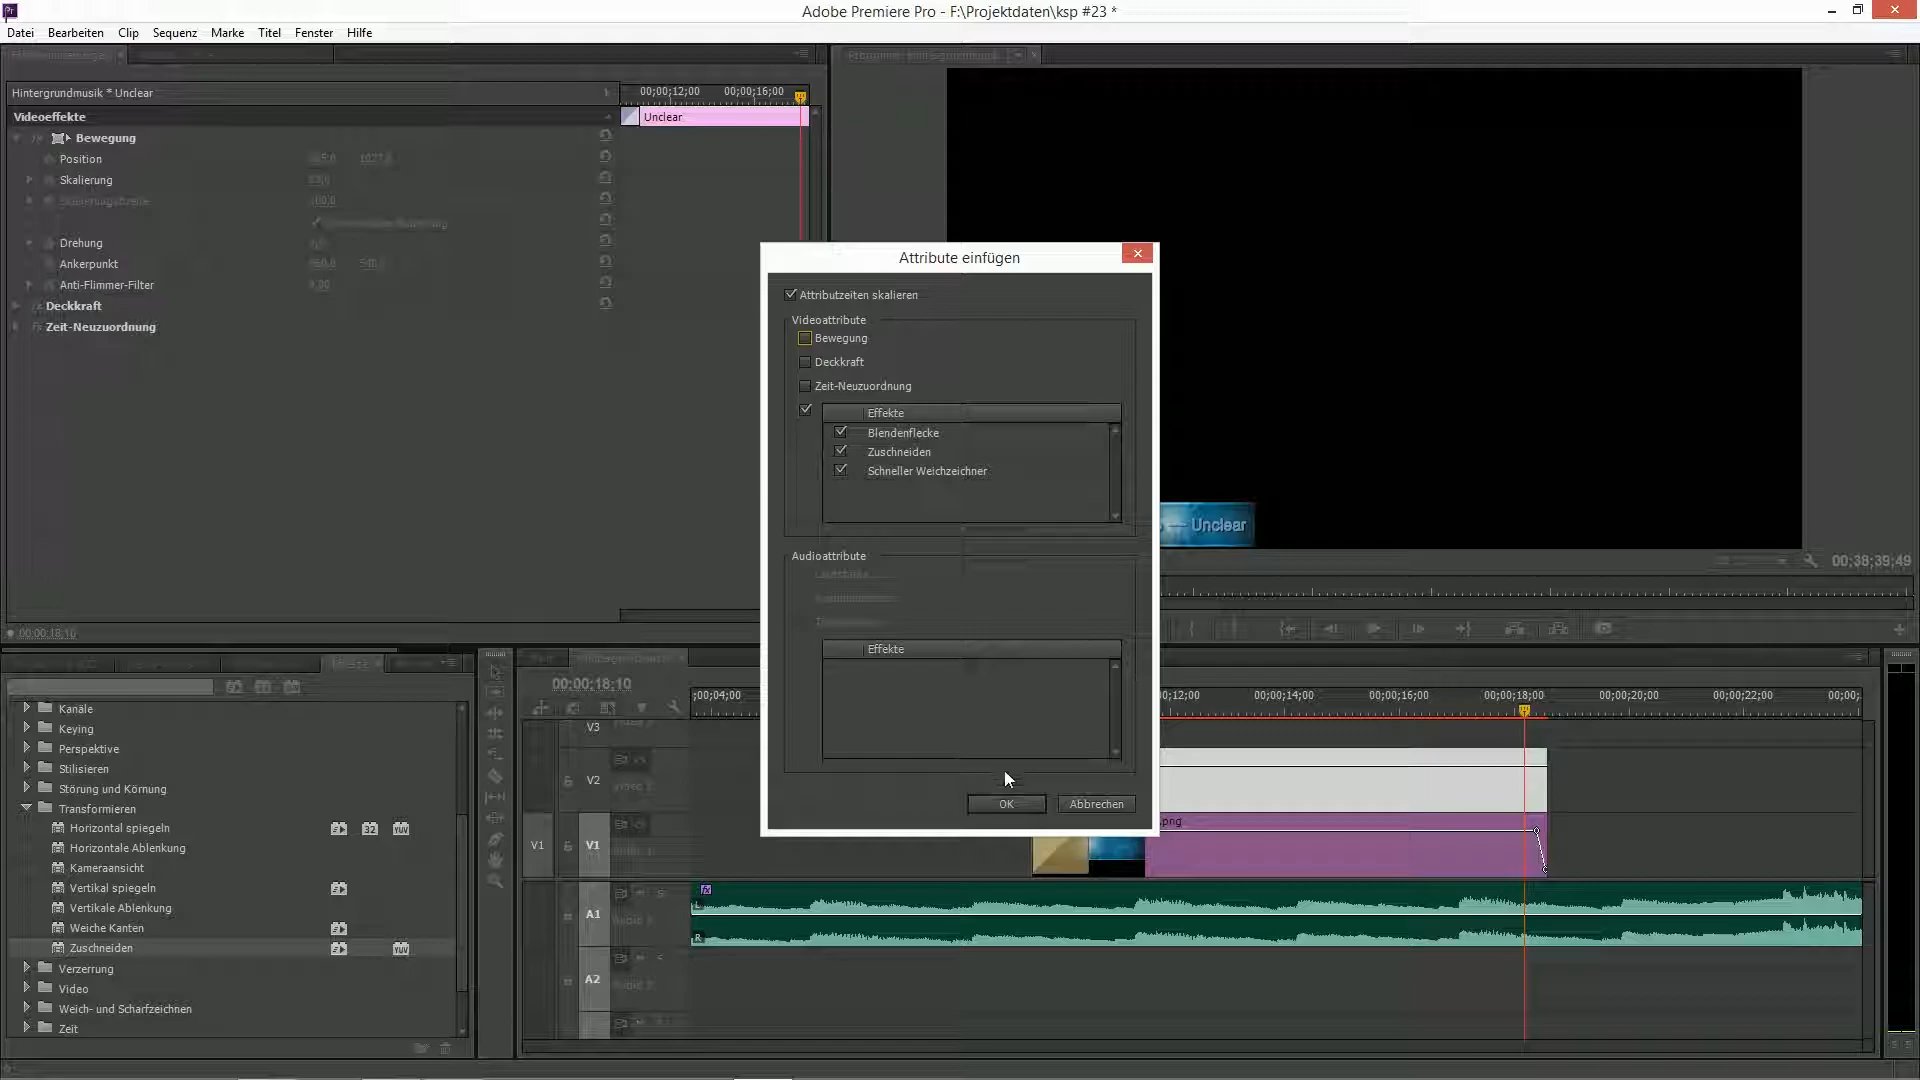 Adobe Premiere Pro - F:\Projektdaten\ksp #23 *
Datei Bearbeiten Clip Sequenz Marke Titel Fenster Hilfe
Hintergrundmusik * Unclear
00;00;12;00 00;00;16;00
Videoeffekte
Unclear
Bewegung
Position
Skalierung
Drehung
Ankerpunkt
Anti-Flimmer-Filter
Deckkraft
Zeit-Neuzuordnung
Attribute einfügen
Attributzeiten skalieren
Videoattribute
Bewegung
Deckkraft
Zeit-Neuzuordnung
Effekte
Blendenflecke
Zuschneiden
Schneller Weichzeichner
Audioattribute
Effekte
OK Abbrechen
— Unclear
00;38;39;49
00;00;18;10
00;00;18;10
;00;04;00
0;12;00 00;00;14;00 00;00;16;00 00;00;18;00 00;00;20;00 00;00;22;00 00;00;
V3
V2
V1 V1
.png
A1
L
R
A2
Kanäle
Keying
Perspektive
Stilisieren
Störung und Körnung
Transformieren
Horizontal spiegeln 32 YUV
Horizontale Ablenkung
Kameraansicht
Vertikal spiegeln
Vertikale Ablenkung
Weiche Kanten
Zuschneiden YUV
Verzerrung
Video
Weich- und Scharfzeichnen
Zeit